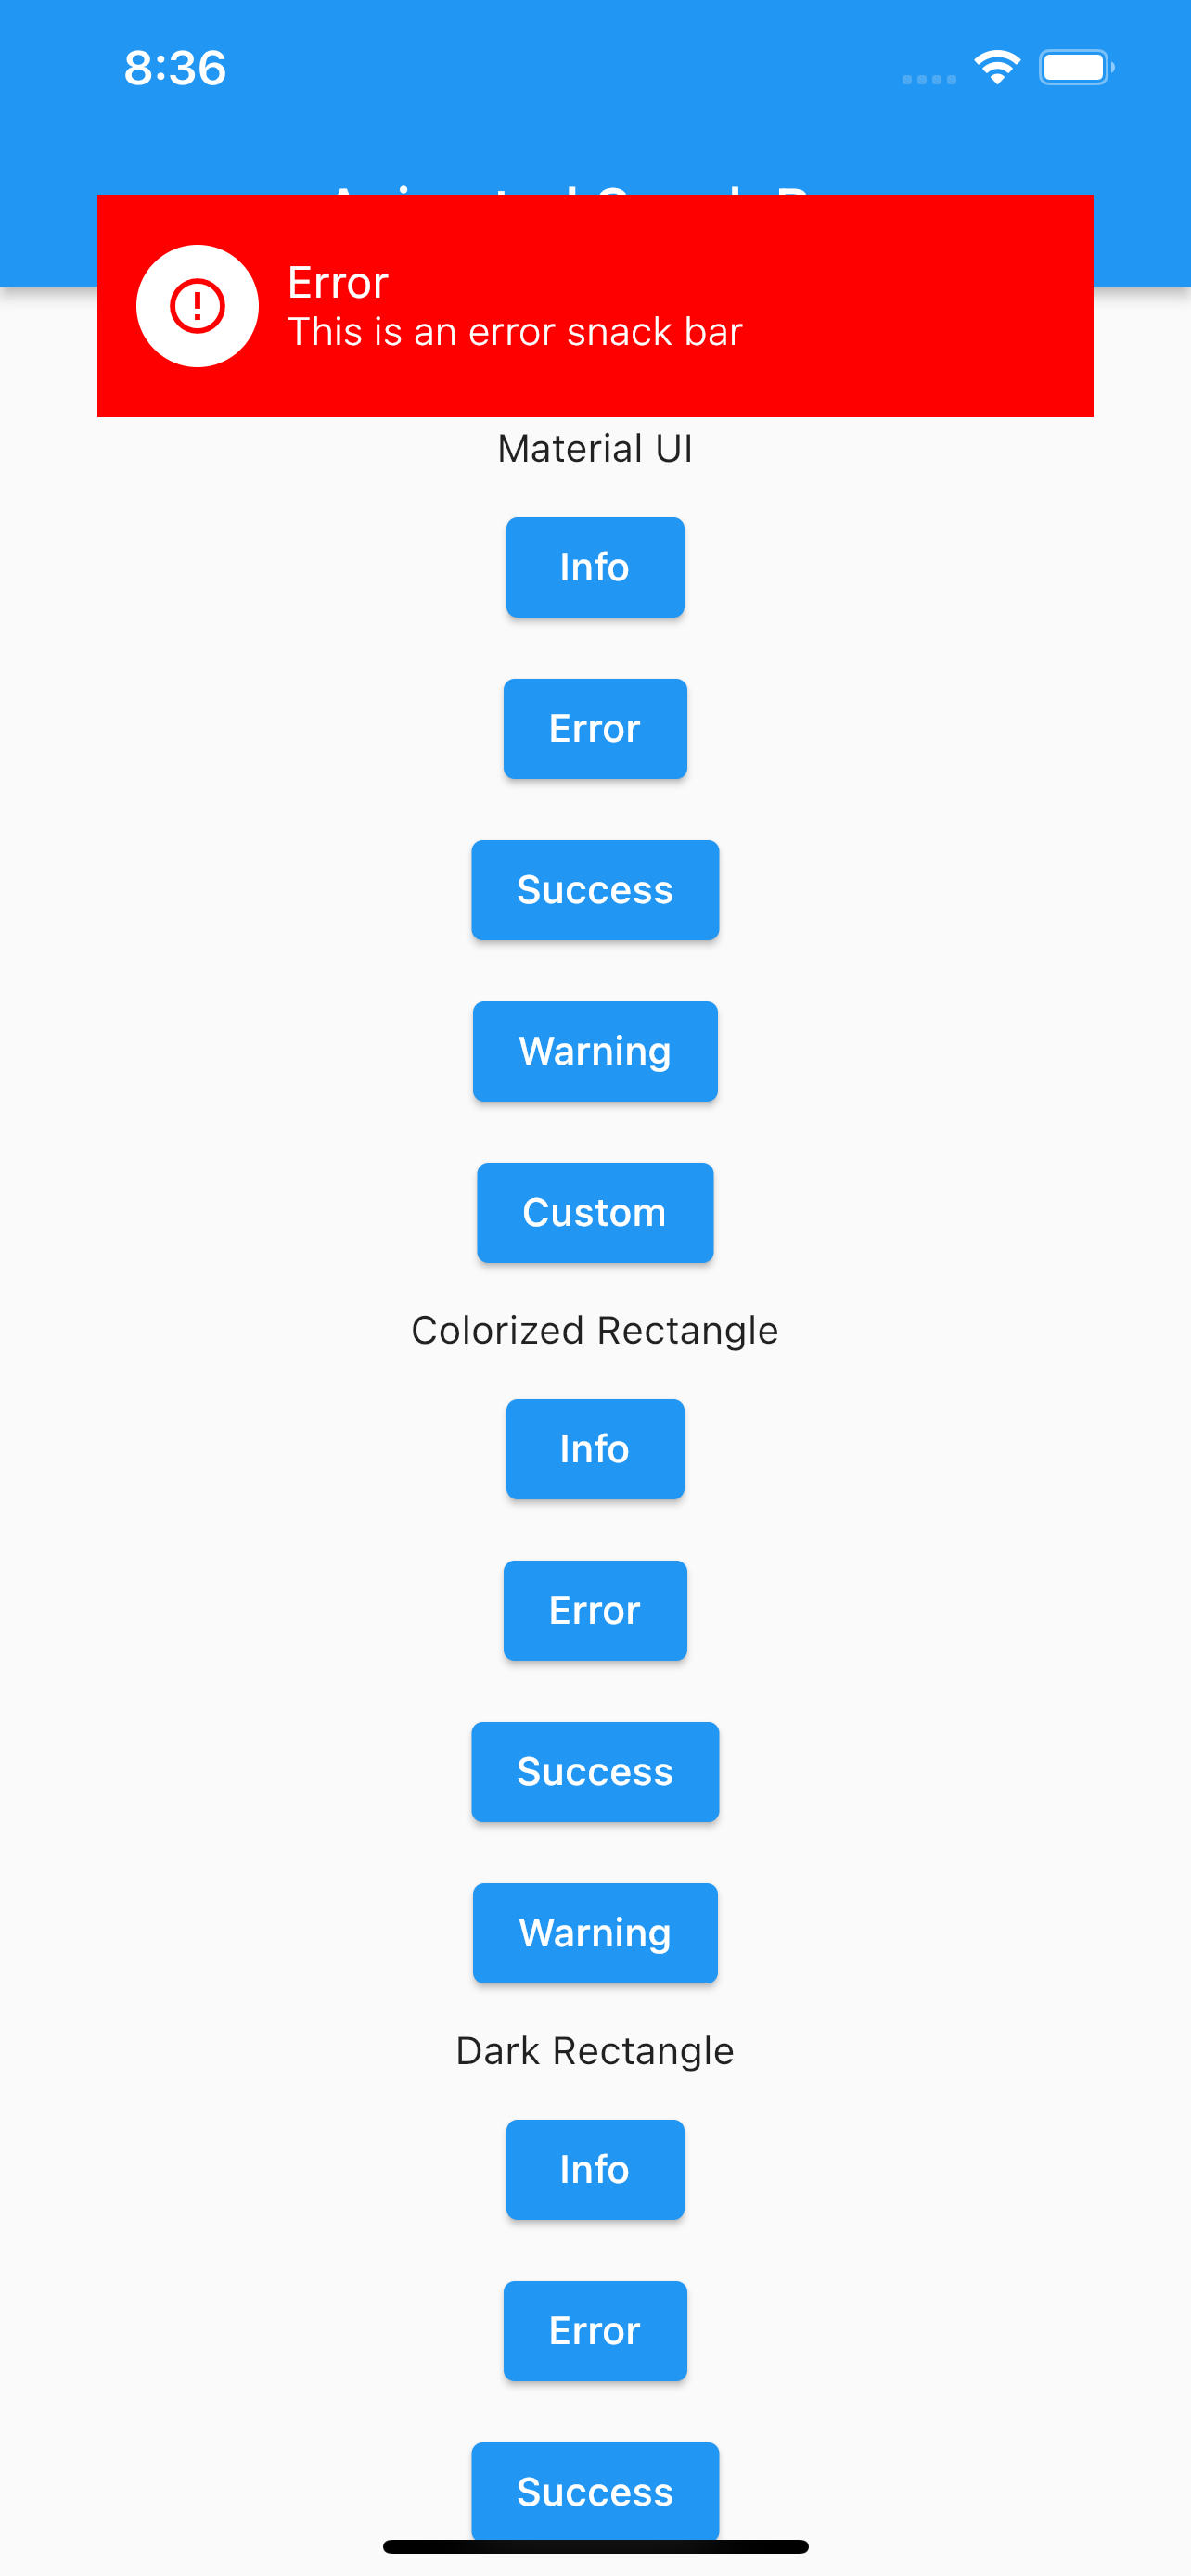 8:36
Error
This is an error snack bar
Material UI
Info
Error
Success
Warning
Custom
Colorized Rectangle
Info
Error
Success
Warning
Dark Rectangle
Info
Error
Success